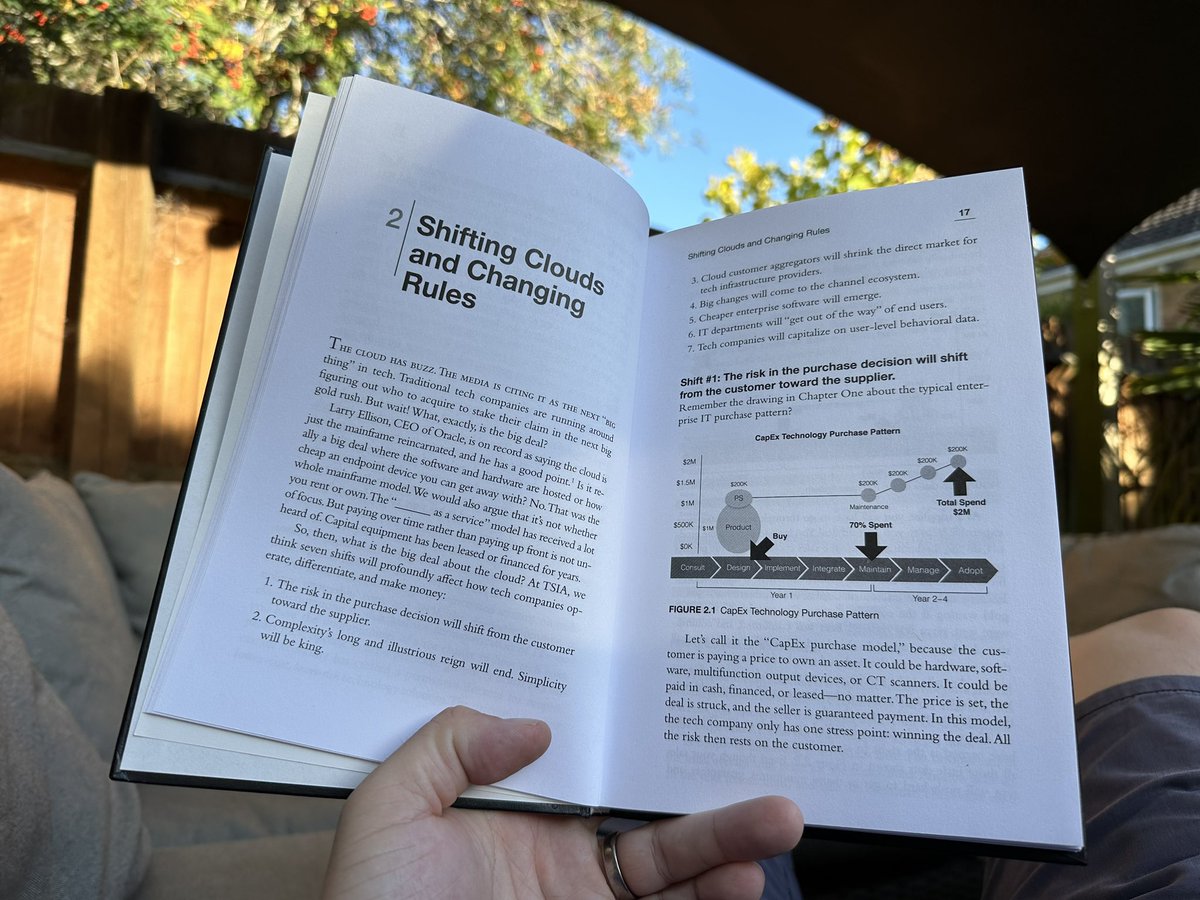 2
Shifting Clouds
and Changing
Rules
THE CLOUD HAS BUZZ. THE MEDIA IS CITING IT AS THE NEXT "BIG
thing" in tech. Traditional tech companies are running around
figuring out who to acquire to stake their claim in the next big
gold rush. But wait! What, exactly, is the big deal?
Larry Ellison, CEO of Oracle, is on record as saying the cloud is
just the mainframe reincarnated, and he has a good point.¹ Is it re-
ally a big deal where the software and hardware are hosted or how
cheap an endpoint device you can get away with? No. That was the
whole mainframe model. We would also argue that it's not whether
you rent or own. The "_____ as a service" model has received a lot
of focus. But paying over time rather than paying up front is not un-
heard of. Capital equipment has been leased or financed for years.
So, then, what is the big deal about the cloud? At TSIA, we
think seven shifts will profoundly affect how tech companies op-
erate, differentiate, and make money:
1. The risk in the purchase decision will shift from the customer
toward the supplier.
2. Complexity's long and illustrious reign will end. Simplicity
will be king.
Shifting Clouds and Changing Rules
17
3. Cloud customer aggregators will shrink the direct market for
tech infrastructure providers.
4. Big changes will come to the channel ecosystem.
5. Cheaper enterprise software will emerge.
6. IT departments will "get out of the way" of end users.
7. Tech companies will capitalize on user-level behavioral data.
Shift #1: The risk in the purchase decision will shift
from the customer toward the supplier.
Remember the drawing in Chapter One about the typical enter-
prise IT purchase pattern?
CapEx Technology Purchase Pattern
$2M
$1.5M
$1M
$500K
$0K
$200K
PS
$1M
Product
Buy
$200K
$200K
$200K
$200K
Maintenance
70% Spent
Total Spend
$2M
Consult
Design
Implement
Integrate
Maintain
Manage
Adopt
Year 1
Year 2–4
FIGURE 2.1 CapEx Technology Purchase Pattern
Let's call it the "CapEx purchase model," because the cus-
tomer is paying a price to own an asset. It could be hardware, soft-
ware, multifunction output devices, or CT scanners. It could be
paid in cash, financed, or leased—no matter. The price is set, the
deal is struck, and the seller is guaranteed payment. In this model,
the tech company only has one stress point: winning the deal. All
the risk then rests on the customer.